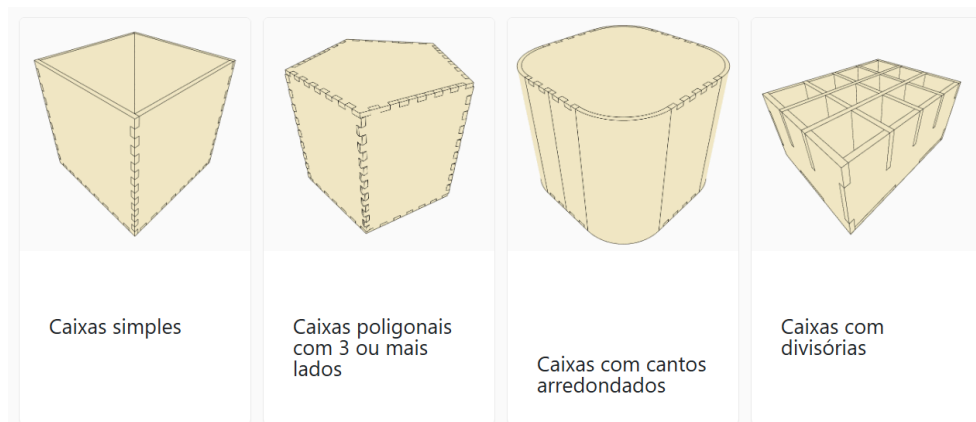 Caixas simples
Caixas poligonais
com 3 ou mais
lados
Caixas com cantos
arredondados
Caixas com
divisórias